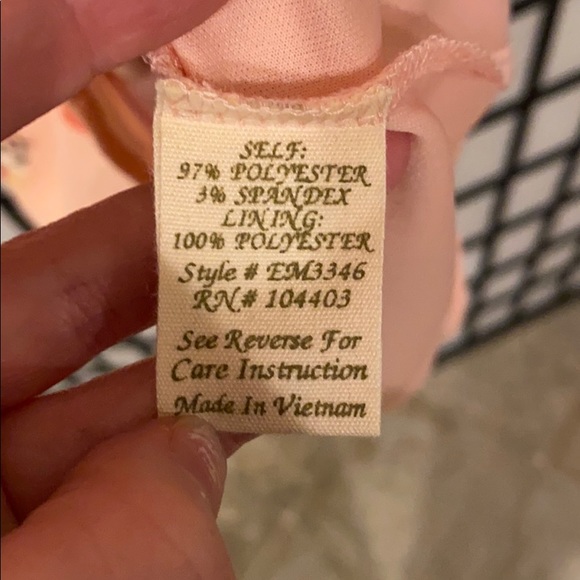 SELF:
97% POLYESTER
3% SPANDEX
LINING:
100% POLYESTER
Style # EM3346
RN# 104403
See Reverse For
Care Instruction
Made In Vietnam